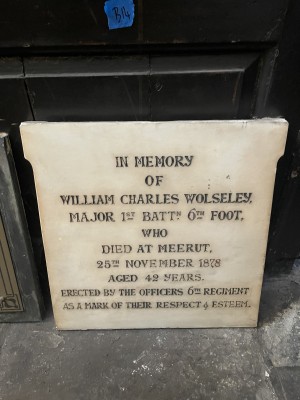 B14
IN MEMORY
OF
WILLIAM CHARLES WOLSELEY,
MAJOR 1ST BATTN 6TH FOOT,
WHO
DIED AT MEERUT,
25TH NOVEMBER 1878
AGED 42 YEARS.
ERECTED BY THE OFFICERS 6TH REGIMENT
AS A MARK OF THEIR RESPECT & ESTEEM.